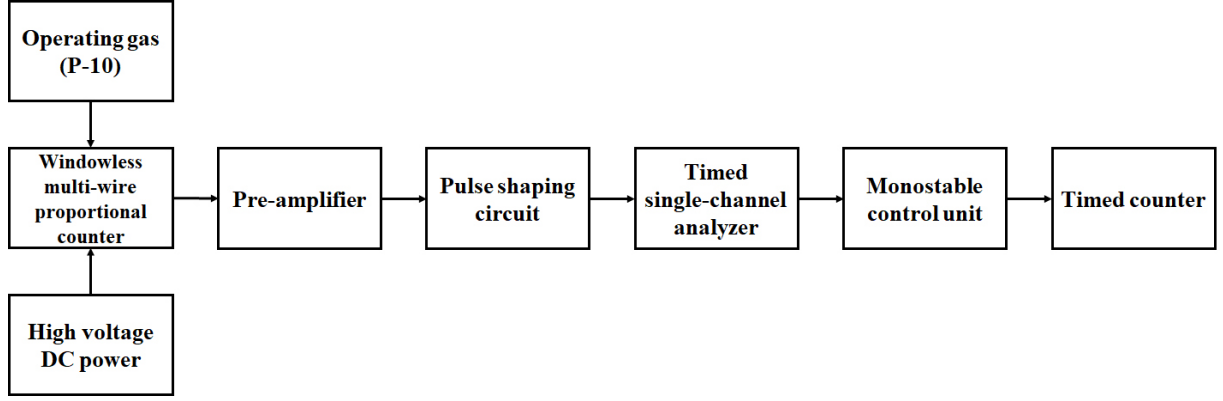 Operating gas
(P-10)
Windowless
multi-wire
proportional
counter
Pre-amplifier
Pulse shaping
circuit
Timed
single-channel
analyzer
Monostable
control unit
Timed counter
High voltage
DC power